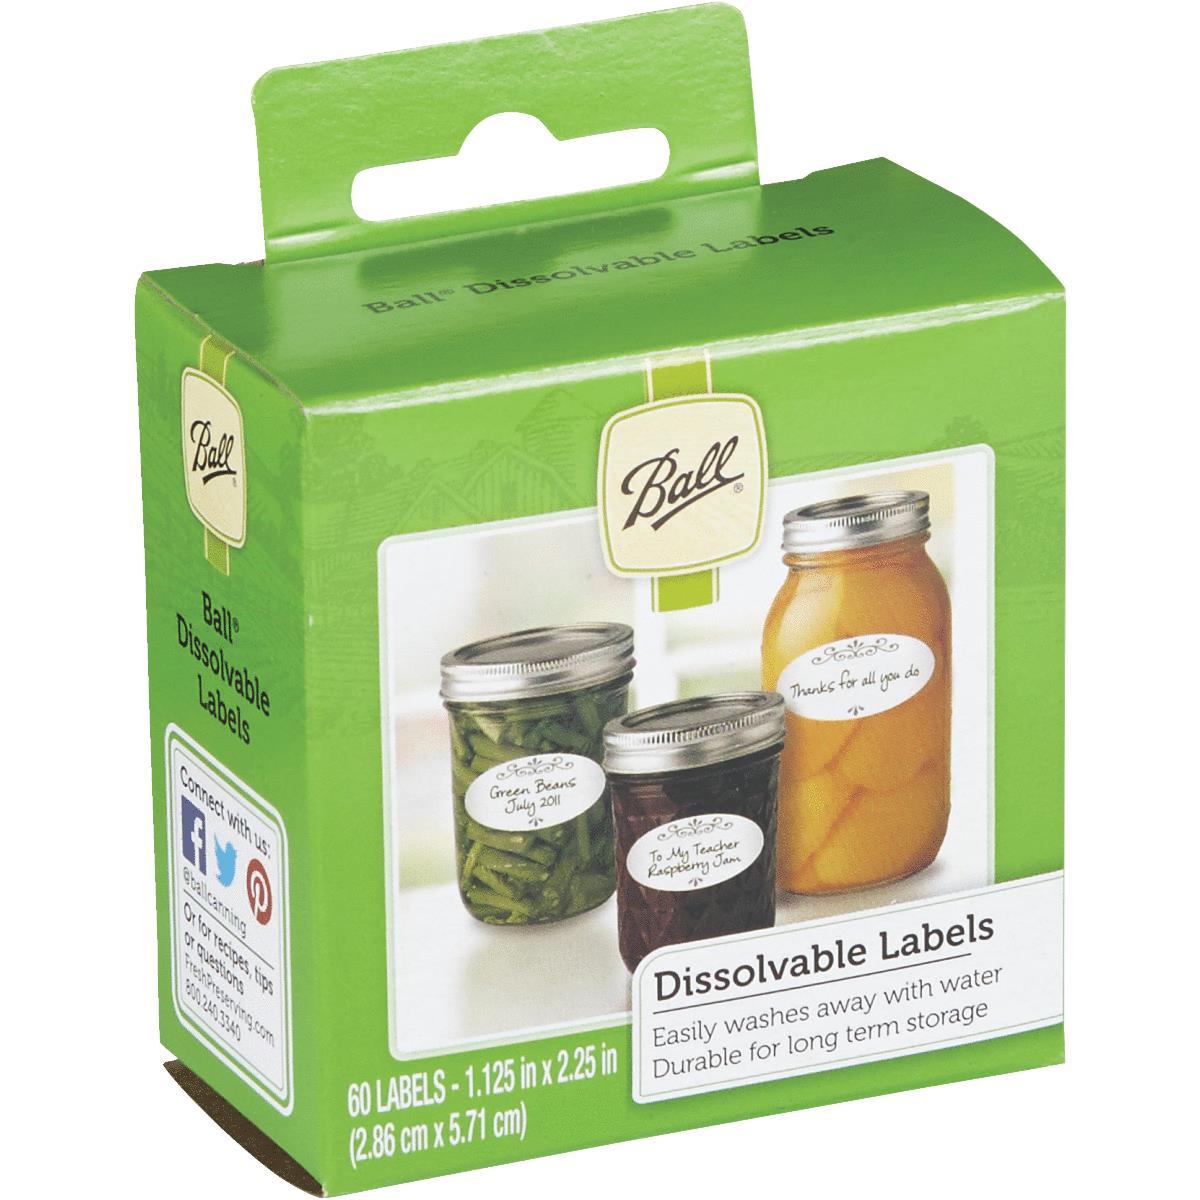 Ball® Dissolvable Labels
Ball®
Ball®
Ball®
Dissolvable
Labels
Connect with us:
@ballcanning
Or for recipes, tips
or questions
FreshPreserving.com
800.240.3340
Thanks for all you do
Green Beans
July 2011
To My Teacher
Raspberry Jam
Dissolvable Labels
Easily washes away with water
Durable for long term storage
60 LABELS - 1.125 in x 2.25 in
(2.86 cm x 5.71 cm)